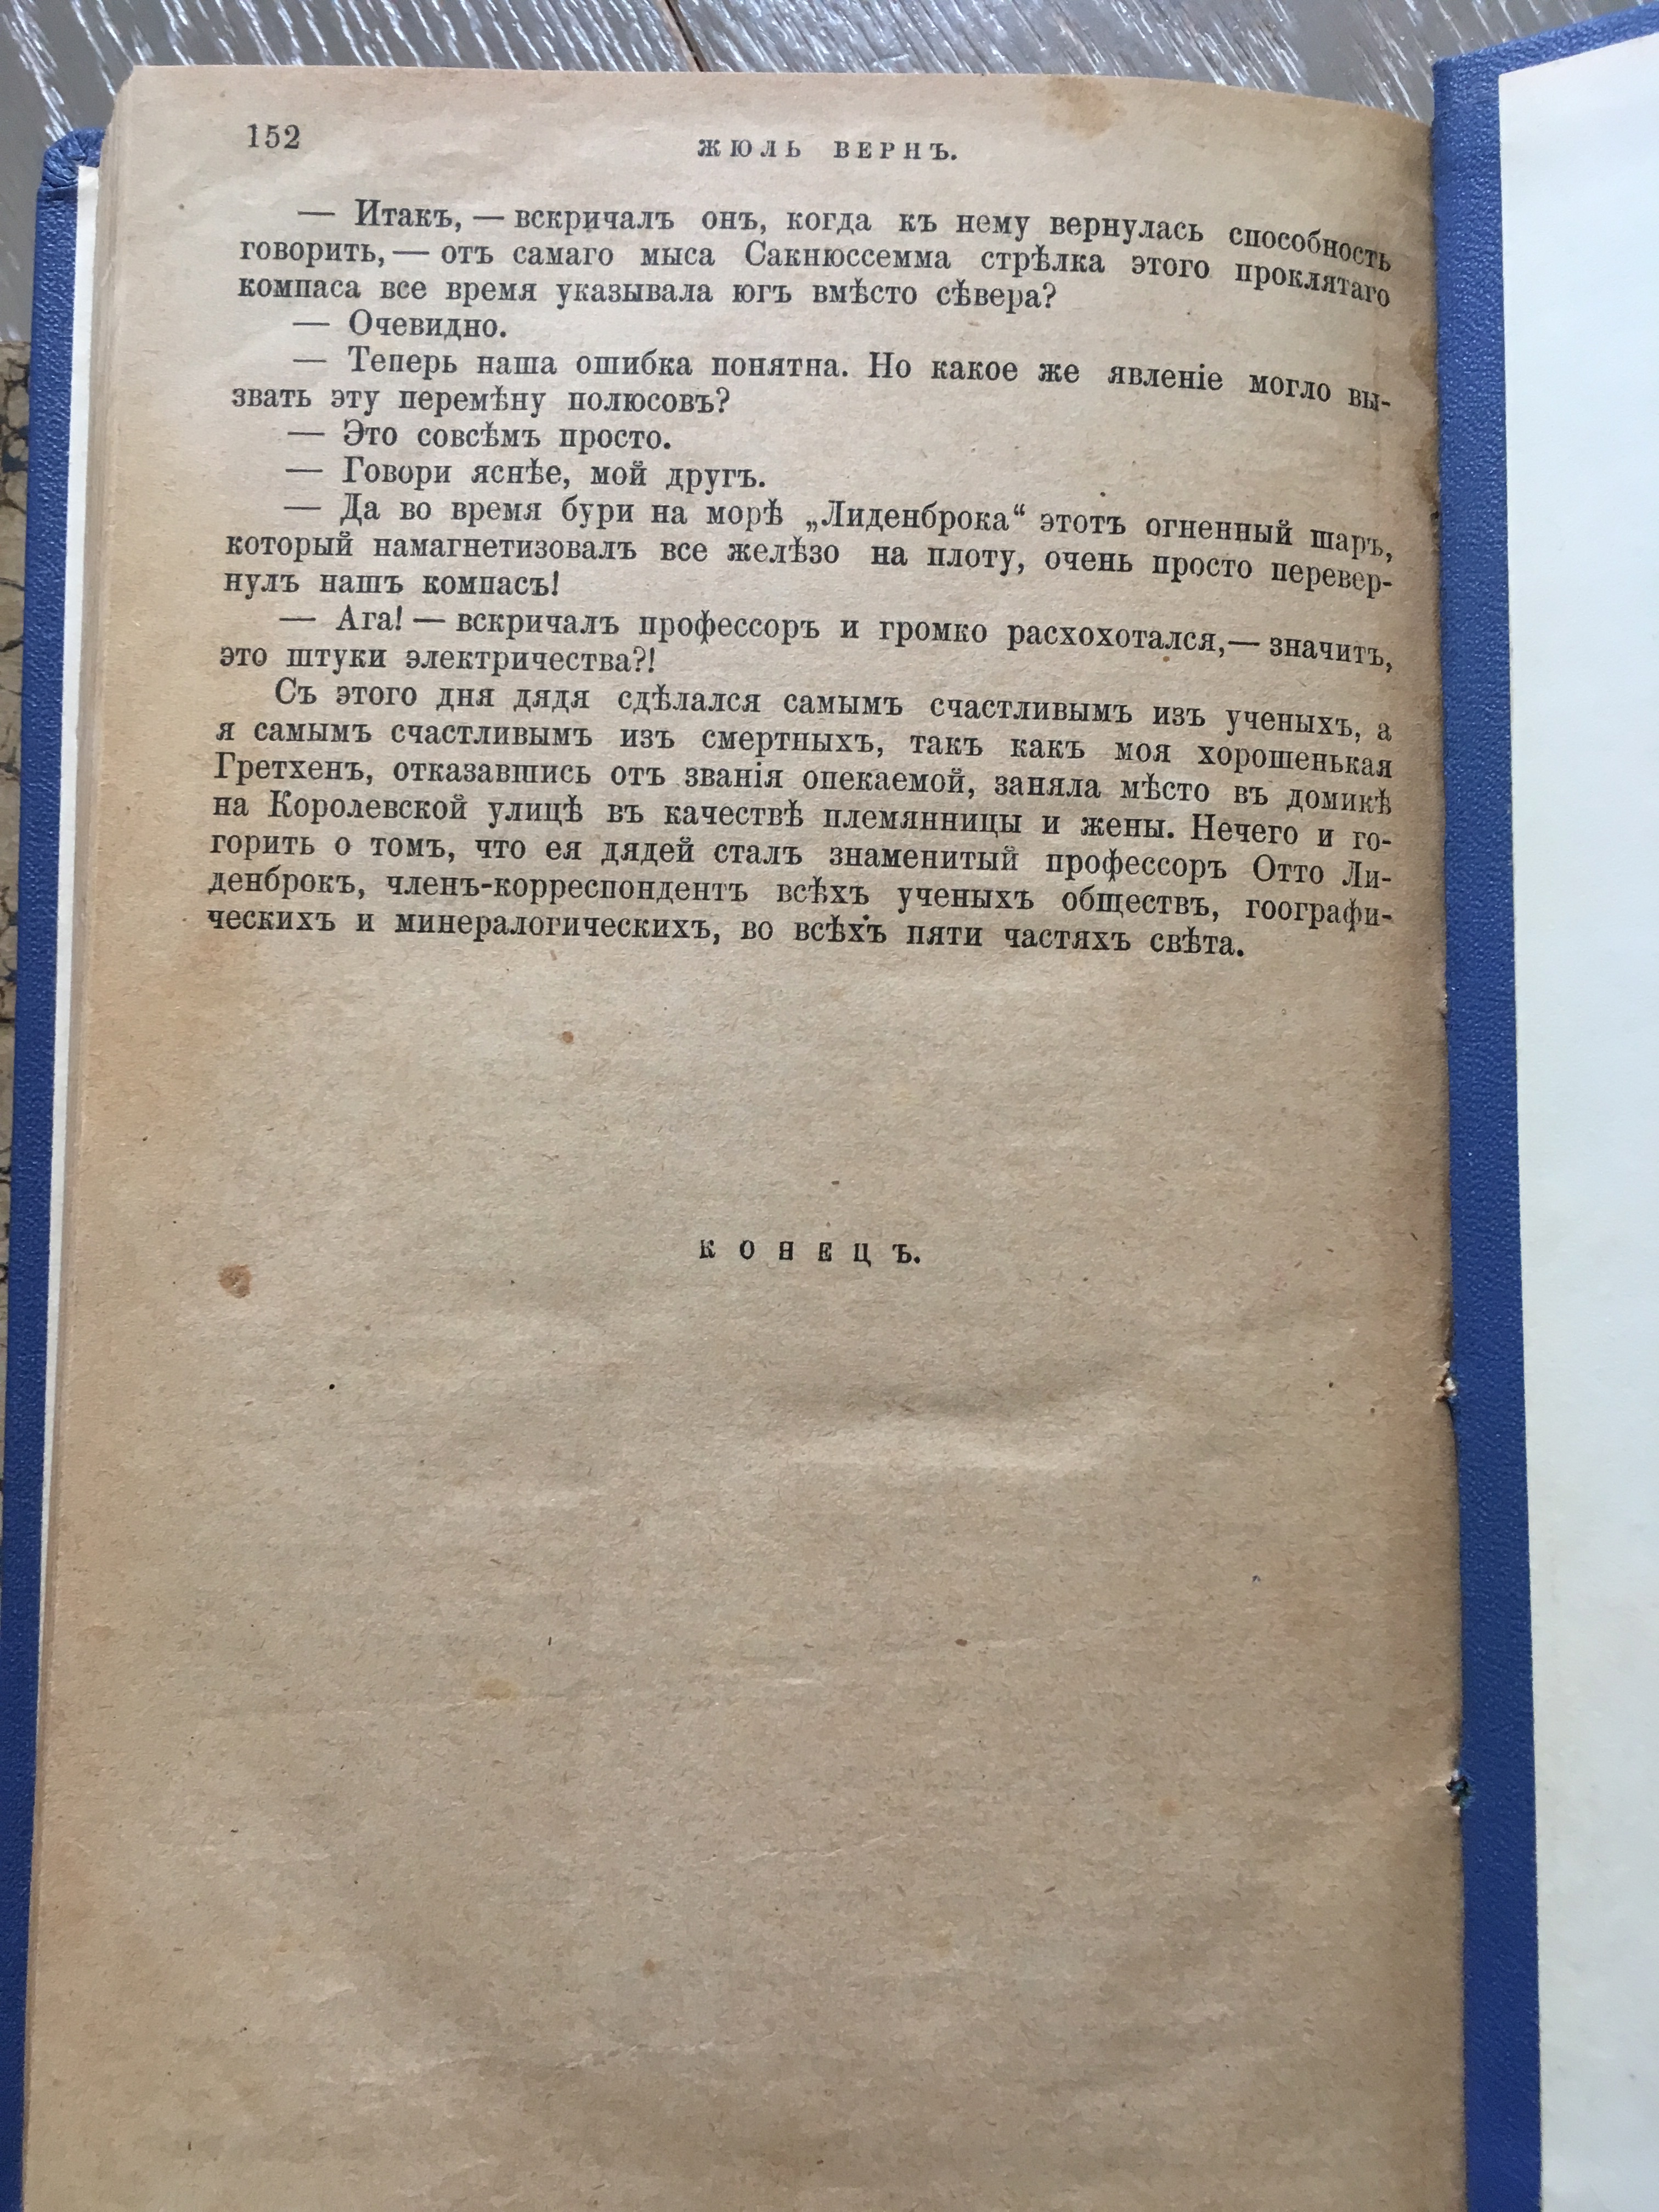 152
ЖЮЛЬ ВЕРНЪ.
— Итакъ, — вскричалъ онъ, когда къ нему вернулась способность
говорить, — отъ самаго мыса Сакнюссемма стрѣлка этого проклятаго
компаса все время указывала югъ вмѣсто сѣвера?
— Очевидно.
— Теперь наша ошибка понятна. Но какое же явленіе могло вы-
звать эту перемѣну полюсовъ?
— Это совсѣмъ просто.
— Говори яснѣе, мой другъ.
— Да во время бури на морѣ „Лиденброка“ этотъ огненный шаръ,
который намагнетизовалъ все желѣзо на плоту, очень просто перевер-
нулъ нашъ компасъ!
— Ага! — вскричалъ профессоръ и громко расхохотался,— значитъ,
это штуки электричества?!
Съ этого дня дядя сдѣлался самымъ счастливымъ изъ ученыхъ, а
я самымъ счастливымъ изъ смертныхъ, такъ какъ моя хорошенькая
Гретхенъ, отказавшись отъ званія опекаемой, заняла мѣсто въ домикѣ
на Королевской улицѣ въ качествѣ племянницы и жены. Нечего и го-
горить о томъ, что ея дядей сталъ знаменитый профессоръ Отто Ли-
денброкъ, членъ-корреспондентъ всѣхъ ученыхъ обществъ, гоографи-
ческихъ и минералогическихъ, во всѣхъ пяти частяхъ свѣта.
КОНЕЦЪ.